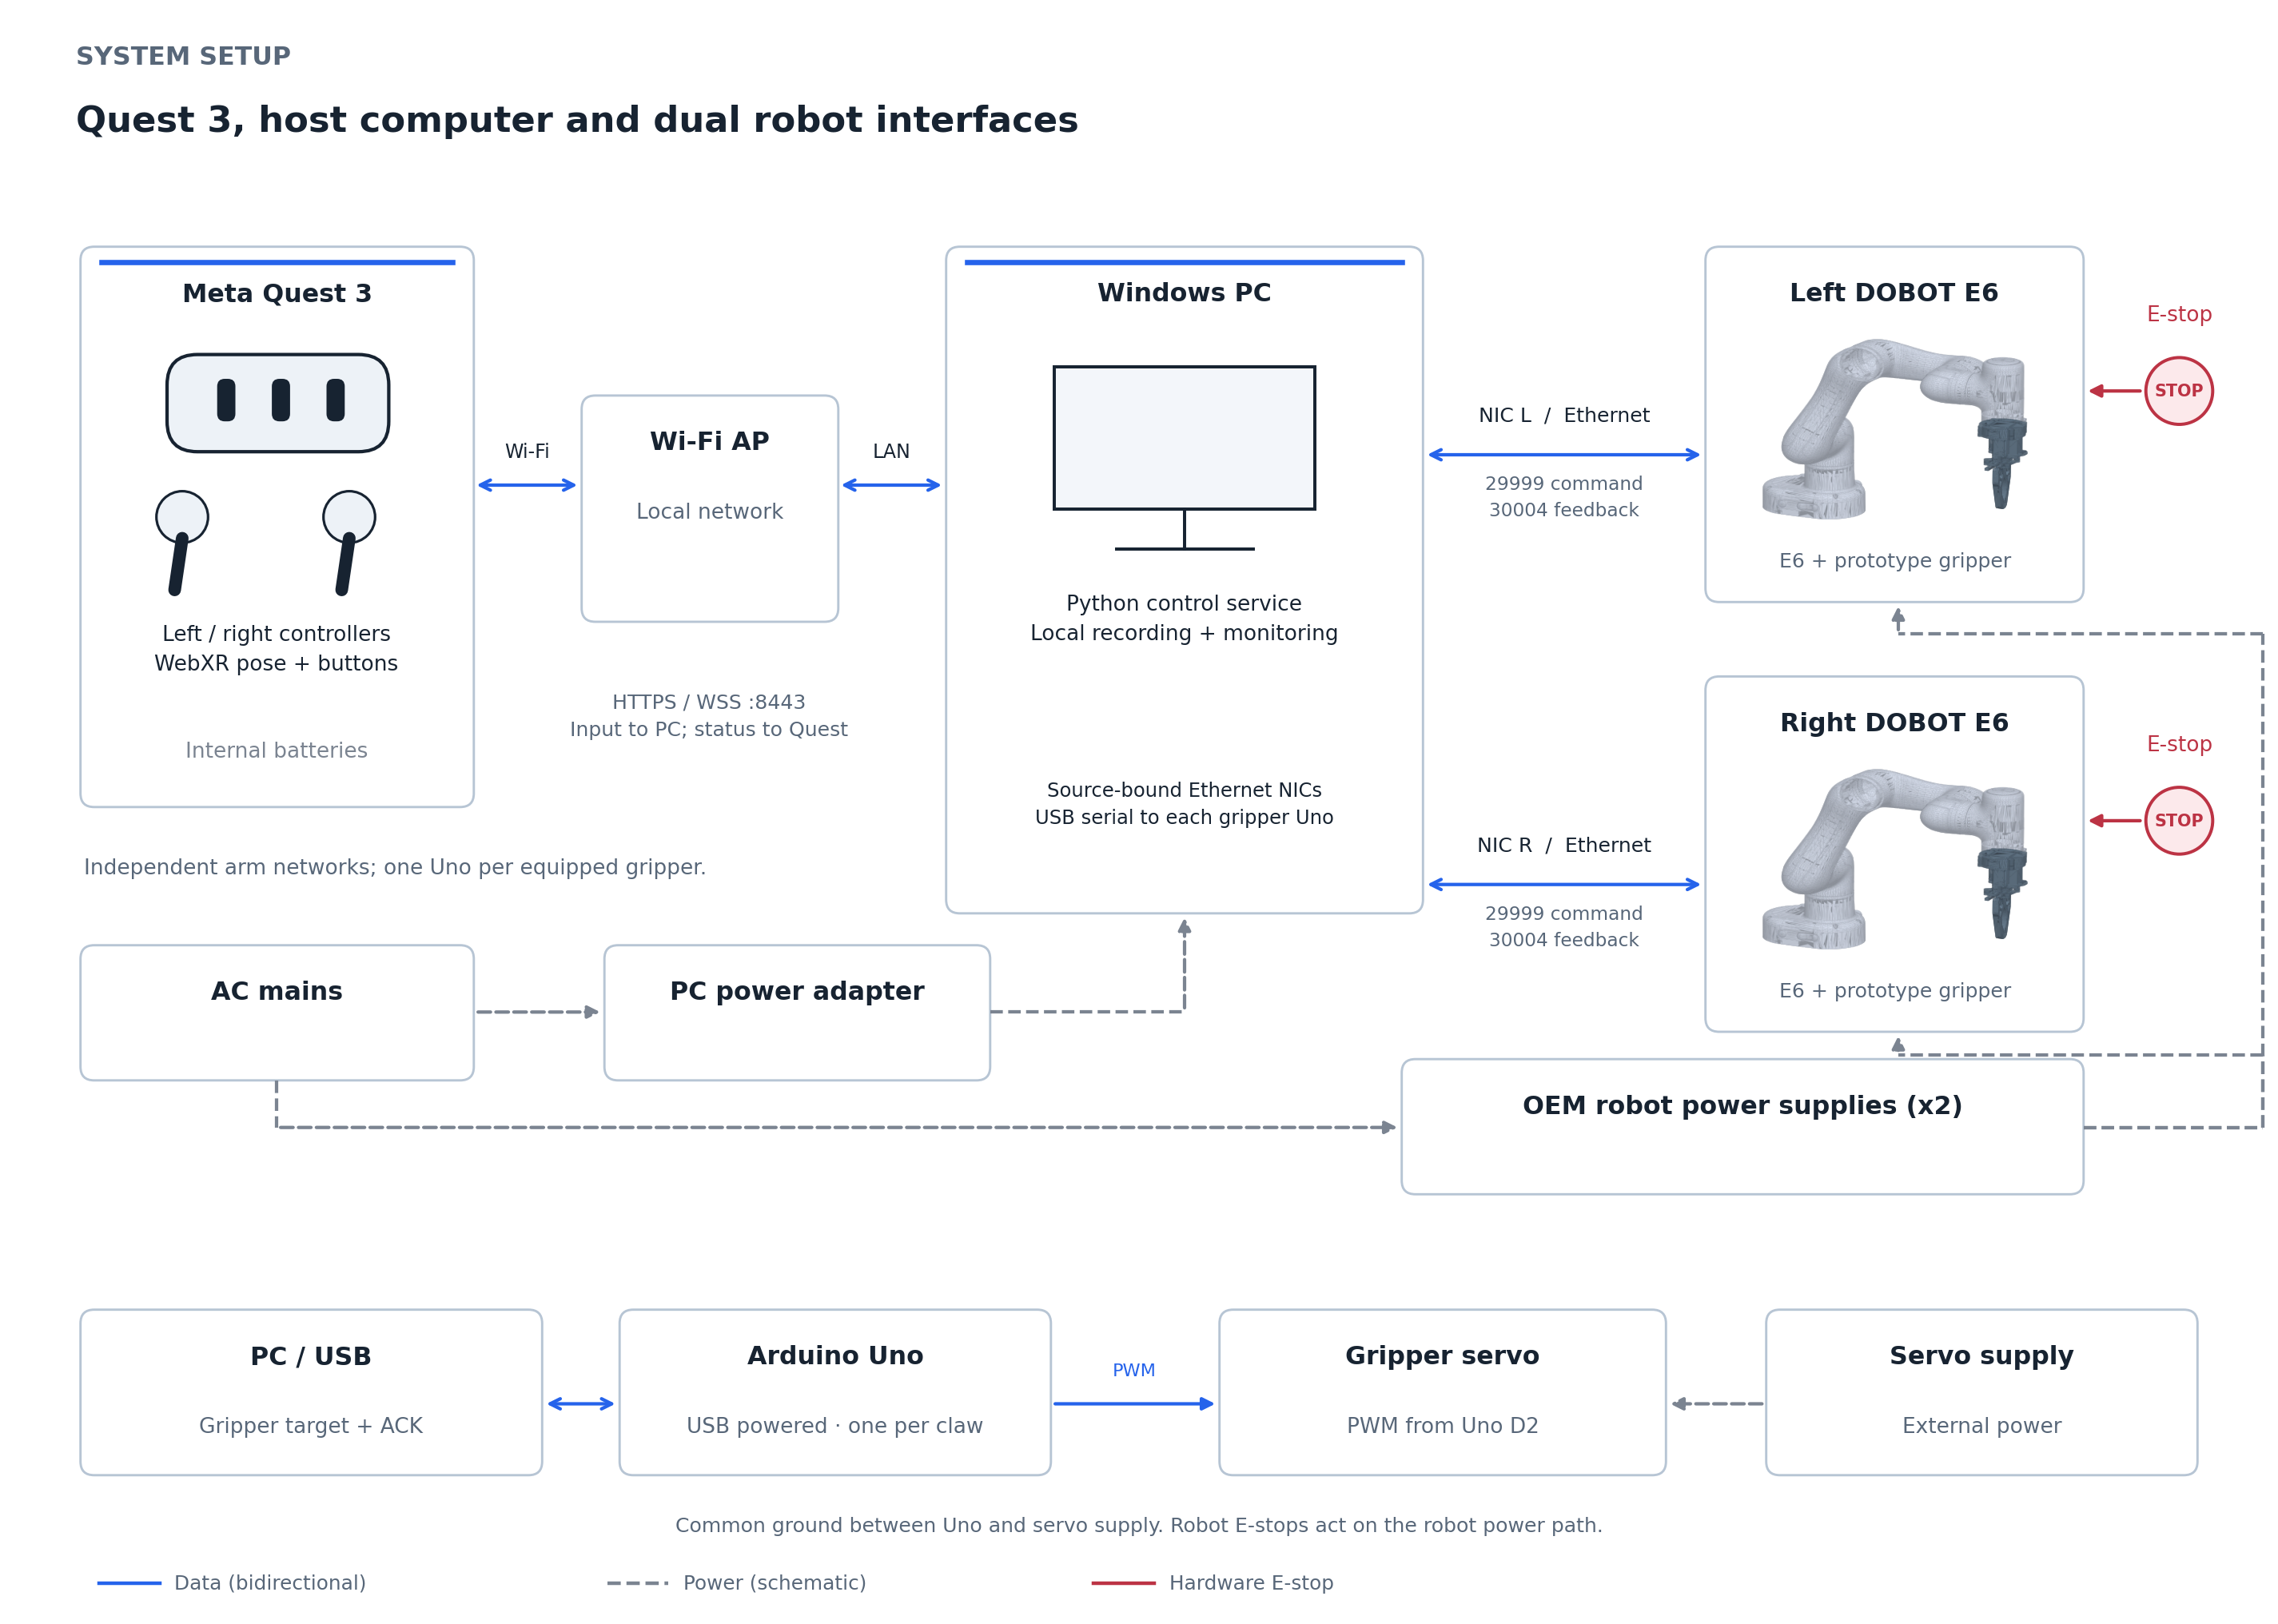 SYSTEM SETUP
Quest 3, host computer and dual robot interfaces
Meta Quest 3
Left / right controllers
WebXR pose + buttons
Internal batteries
Wi-Fi
Wi-Fi AP
Local network
LAN
HTTPS / WSS :8443
Input to PC; status to Quest
Windows PC
Python control service
Local recording + monitoring
Source-bound Ethernet NICs
USB serial to each gripper Uno
NIC L / Ethernet
29999 command
30004 feedback
Left DOBOT E6
E6 + prototype gripper
E-stop
STOP
NIC R / Ethernet
29999 command
30004 feedback
Right DOBOT E6
E6 + prototype gripper
E-stop
STOP
Independent arm networks; one Uno per equipped gripper.
AC mains
PC power adapter
OEM robot power supplies (x2)
PC / USB
Gripper target + ACK
Arduino Uno
USB powered · one per claw
PWM
Gripper servo
PWM from Uno D2
Servo supply
External power
Common ground between Uno and servo supply. Robot E-stops act on the robot power path.
Data (bidirectional)
Power (schematic)
Hardware E-stop